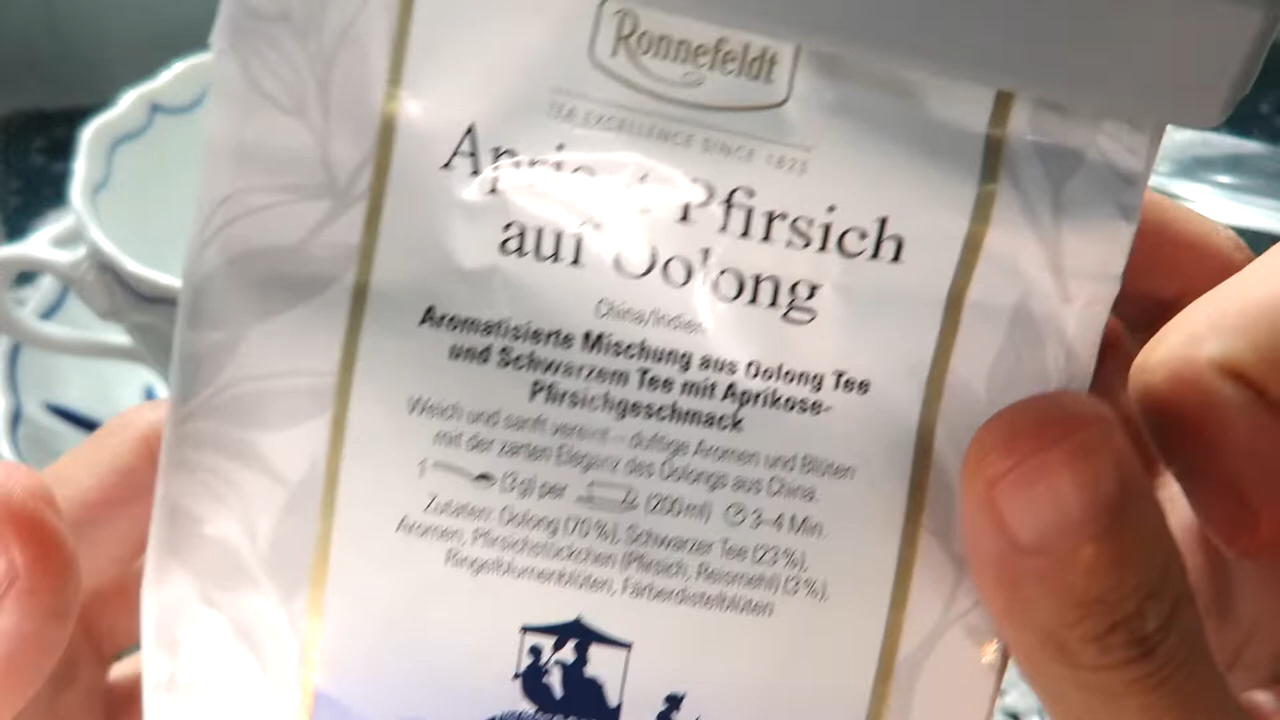 Ronnefeldt
TEA EXCELLENCE SINCE 1823
Pfirsich
auf Oolong
China/Indien
Aromatisierte Mischung aus Oolong Tee
und Schwarzem Tee mit Aprikose-
Pfirsichgeschmack
Weich und sanft vereint – duftige Aromen und Blüten
mit der zarten Eleganz des Oolongs aus China.
1 (3g) per (200 ml) 3-4 Min.
Zutaten: Oolong (70%), Schwarzer Tee (23%),
Aromen, Pfirsichstückchen (Pfirsich, Reismehl) (3%),
Ringelblumenblüten, Färberdistelblüten